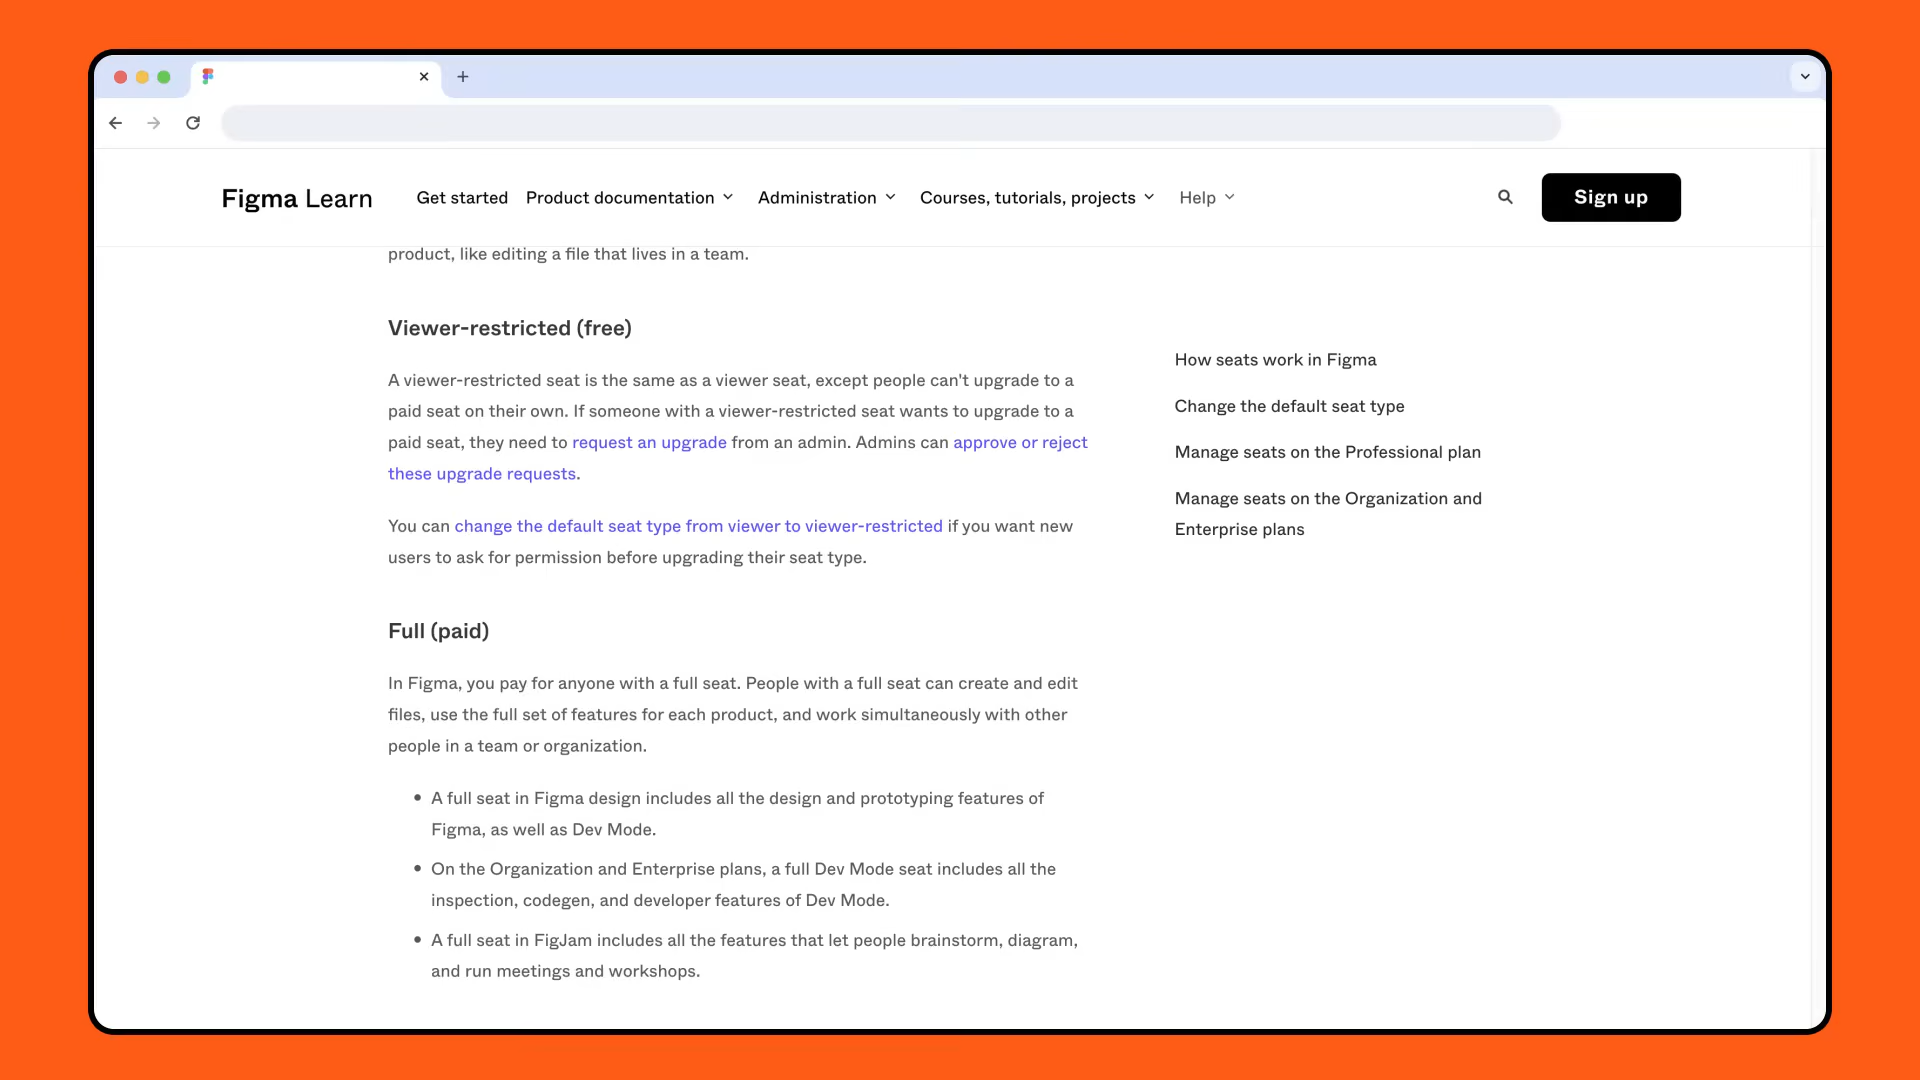 Figma Learn
Get started
Product documentation
Administration
Courses, tutorials, projects
Help
Sign up
product, like editing a file that lives in a team.
Viewer-restricted (free)
A viewer-restricted seat is the same as a viewer seat, except people can't upgrade to a
paid seat on their own. If someone with a viewer-restricted seat wants to upgrade to a
paid seat, they need to request an upgrade from an admin. Admins can approve or reject
these upgrade requests.
You can change the default seat type from viewer to viewer-restricted if you want new
users to ask for permission before upgrading their seat type.
Full (paid)
In Figma, you pay for anyone with a full seat. People with a full seat can create and edit
files, use the full set of features for each product, and work simultaneously with other
people in a team or organization.
• A full seat in Figma design includes all the design and prototyping features of
Figma, as well as Dev Mode.
• On the Organization and Enterprise plans, a full Dev Mode seat includes all the
inspection, codegen, and developer features of Dev Mode.
• A full seat in FigJam includes all the features that let people brainstorm, diagram,
and run meetings and workshops.
How seats work in Figma
Change the default seat type
Manage seats on the Professional plan
Manage seats on the Organization and
Enterprise plans